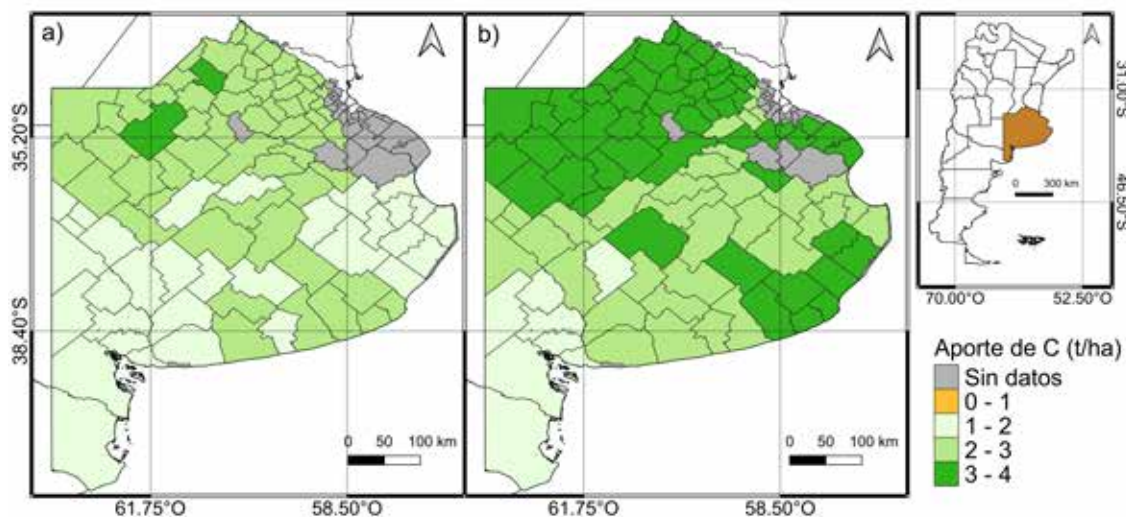 a)
b)
35.20°S
38.40°S
61.75°O
58.50°O
0 50 100 km
61.75°O
58.50°O
0 50 100 km
31.00°S
46.50°S
0 300 km
70.00°O
52.50°O
Aporte de C (t/ha)
Sin datos
0 - 1
1 - 2
2 - 3
3 - 4